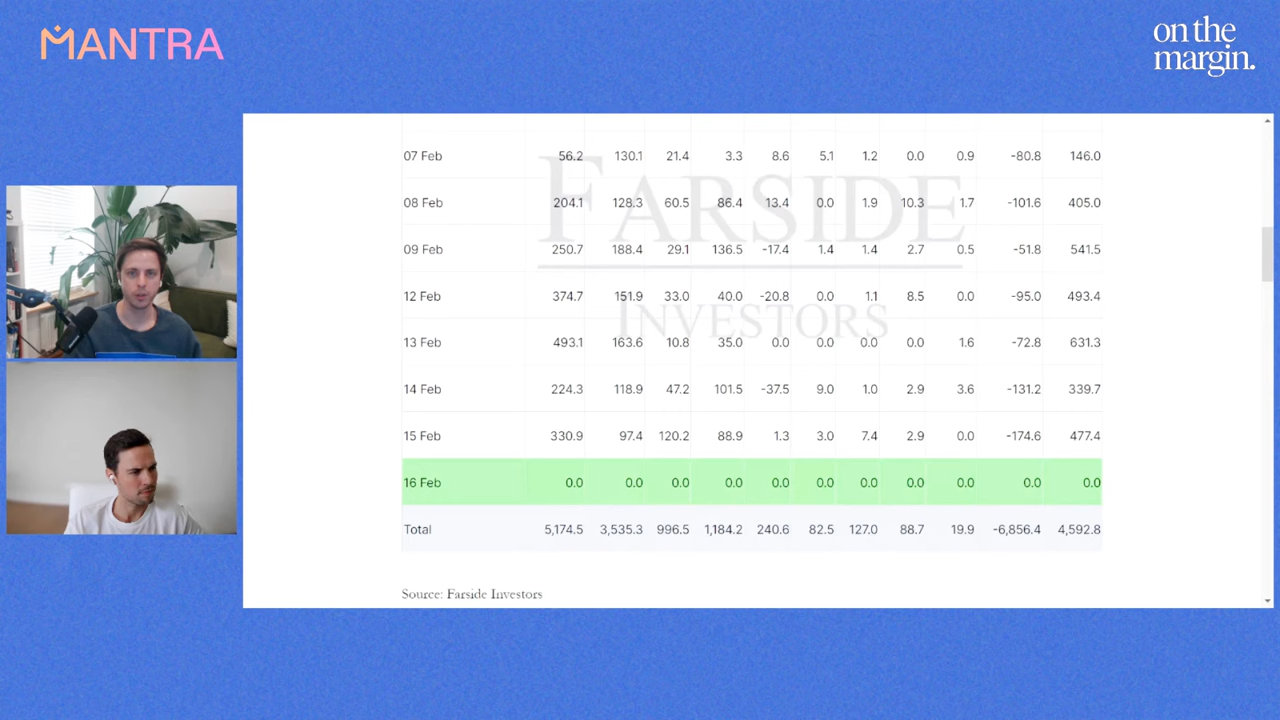 MANTRA
on the
margin.
FARSIDE
INVESTORS
07 Feb 56.2 130.1 21.4 3.3 8.6 5.1 1.2 0.0 0.9 -80.8 146.0
08 Feb 204.1 128.3 60.5 86.4 13.4 0.0 1.9 10.3 1.7 -101.6 405.0
09 Feb 250.7 188.4 29.1 136.5 -17.4 1.4 1.4 2.7 0.5 -51.8 541.5
12 Feb 374.7 151.9 33.0 40.0 -20.8 0.0 1.1 8.5 0.0 -95.0 493.4
13 Feb 493.1 163.6 10.8 35.0 0.0 0.0 0.0 0.0 1.6 -72.8 631.3
14 Feb 224.3 118.9 47.2 101.5 -37.5 9.0 1.0 2.9 3.6 -131.2 339.7
15 Feb 330.9 97.4 120.2 88.9 1.3 3.0 7.4 2.9 0.0 -174.6 477.4
16 Feb 0.0 0.0 0.0 0.0 0.0 0.0 0.0 0.0 0.0 0.0 0.0
Total 5,174.5 3,535.3 996.5 1,184.2 240.6 82.5 127.0 88.7 19.9 -6,856.4 4,592.8
Source: Farside Investors